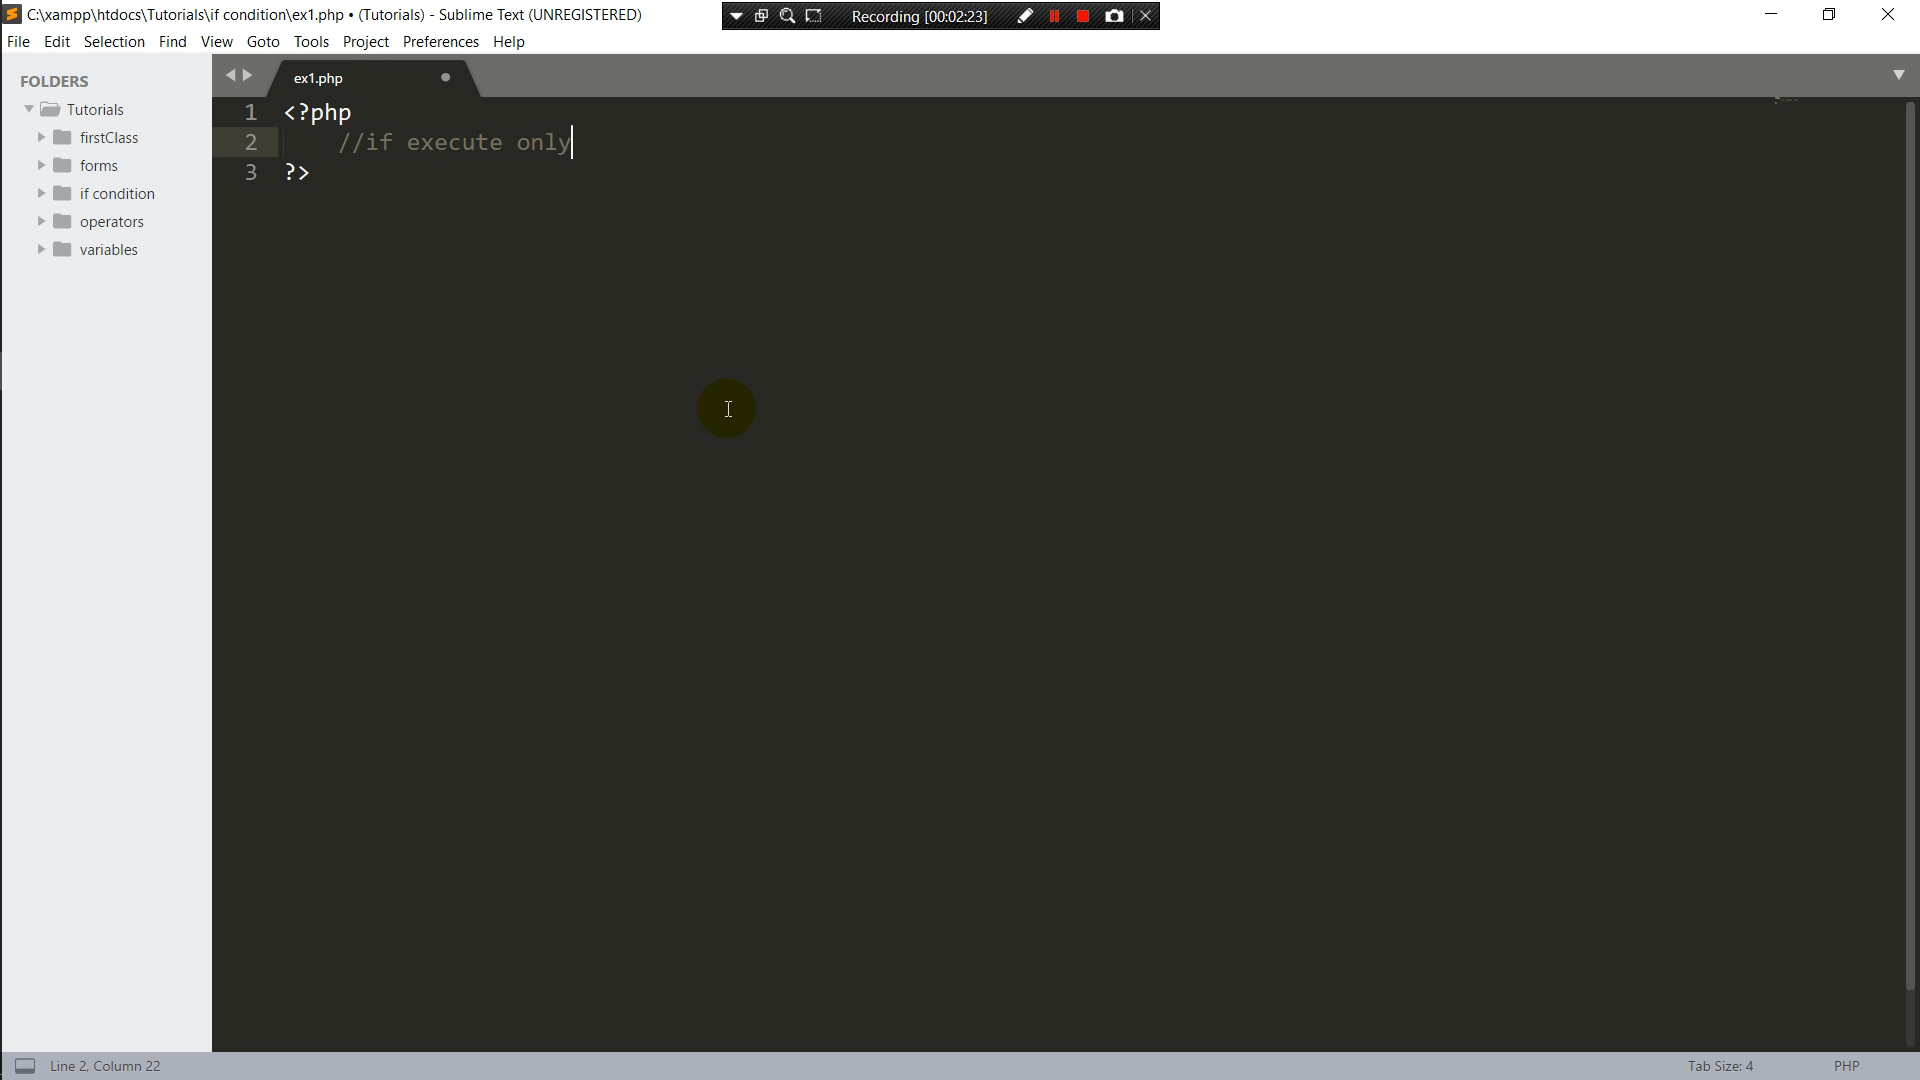 C:\xampp\htdocs\Tutorials\if condition\ex1.php • (Tutorials) - Sublime Text (UNREGISTERED)
Recording [00:02:23]
File Edit Selection Find View Goto Tools Project Preferences Help
FOLDERS
Tutorials
firstClass
forms
if condition
operators
variables
ex1.php
1 <?php
2 //if execute only
3 ?>
Line 2, Column 22
Tab Size: 4
PHP